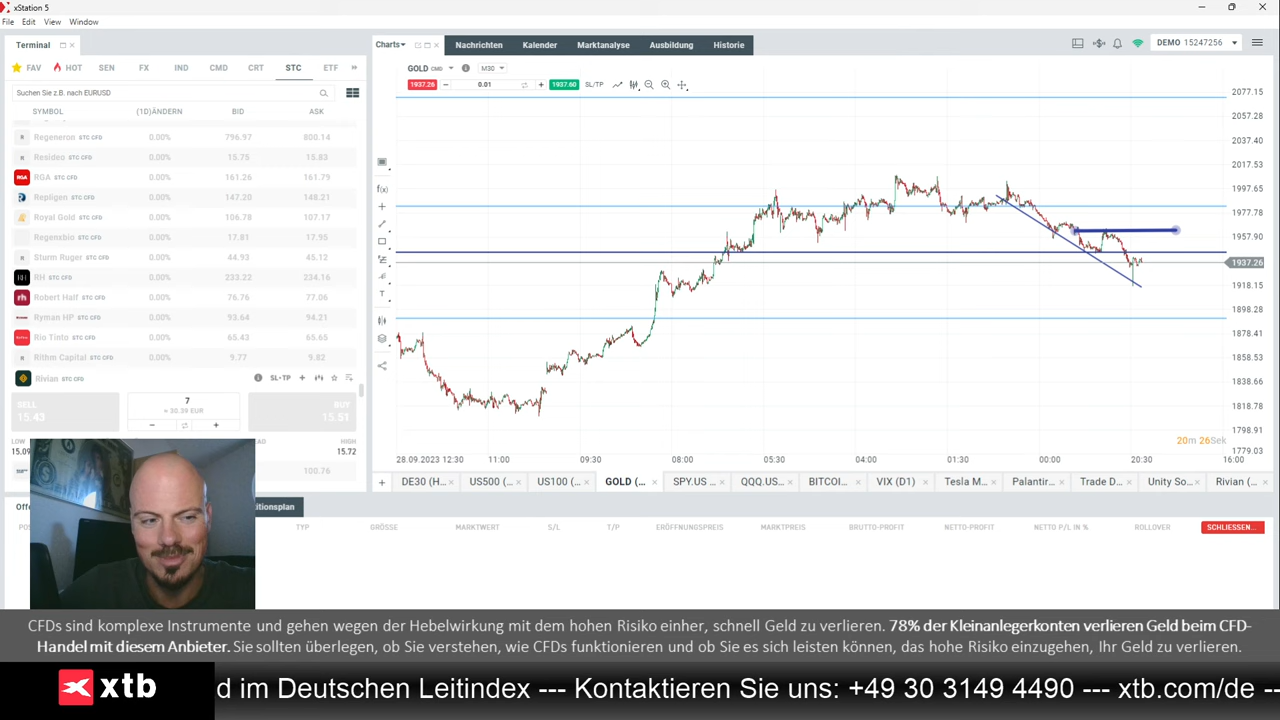 xStation 5
File Edit View Window
Terminal
Charts Nachrichten Kalender Marktanalyse Ausbildung Historie
DEMO 15247256
FAV HOT SEN FX IND CMD CRT STC ETF
GOLD CMD M30
Suchen Sie z.B. nach EURUSD
1937.26 0.01 1937.60 SL/TP
SYMBOL (1D)ÄNDERN BID ASK
Regeneron STC CFD 0.00% 796.97 800.14
Resideo STC CFD 0.00% 15.75 15.83
RGA STC CFD 0.00% 161.26 161.79
Repligen STC CFD 0.00% 147.20 148.21
Royal Gold STC CFD 0.00% 106.78 107.17
Regenxbio STC CFD 0.00% 17.81 17.95
Sturm Ruger STC CFD 0.00% 44.93 45.12
RH STC CFD 0.00% 233.22 234.16
Robert Half STC CFD 0.00% 76.76 77.06
Ryman HP STC CFD 0.00% 93.64 94.21
Rio Tinto STC CFD 0.00% 65.43 65.65
Rithm Capital STC CFD 0.00% 9.77 9.82
Rivian STC CFD SL+TP
SELL 7 BUY
15.43 ≈ 30.39 EUR 15.51
LOW HIGH
15.09 15.72
100.76
2077.15
2057.28
2037.40
2017.53
1997.65
1977.78
1957.90
1937.26
1918.15
1898.28
1878.41
1858.53
1838.66
1818.78
1798.91
1779.03
20m 26Sek
28.09.2023 12:30 11:00 09:30 08:00 05:30 04:00 01:30 00:00 20:30 16:00
DE30 (H... US500 (... US100 (... GOLD (... SPY.US ... QQQ.US... BITCOIN... VIX (D1) Tesla M... Palantir... Trade D... Unity So... Rivian (...
TYP GRÖSSE MARKTWERT S/L T/P ERÖFFNUNGSPREIS MARKTPREIS BRUTTO-PROFIT NETTO-PROFIT NETTO P/L IN % ROLLOVER SCHLIESSEN...
CFDs sind komplexe Instrumente und gehen wegen der Hebelwirkung mit dem hohen Risiko einher, schnell Geld zu verlieren. 78% der Kleinanlegerkonten verlieren Geld beim CFD-
Handel mit diesem Anbieter. Sie sollten überlegen, ob Sie verstehen, wie CFDs funktionieren und ob Sie es sich leisten können, das hohe Risiko einzugehen, Ihr Geld zu verlieren.
xtb
d im Deutschen Leitindex --- Kontaktieren Sie uns: +49 30 3149 4490 --- xtb.com/de --